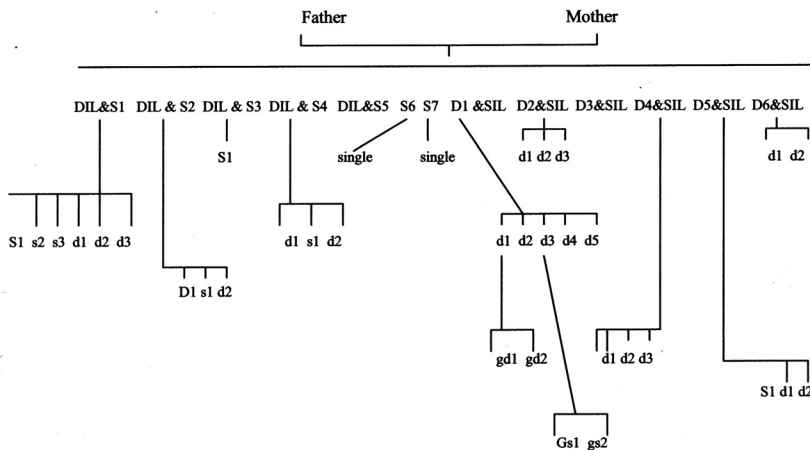 Father Mother
DIL&S1 DIL & S2 DIL & S3 DIL & S4 DIL&S5 S6 S7 D1 &SIL D2&SIL D3&SIL D4&SIL D5&SIL D6&SIL
S1 single single d1 d2 d3 d1 d2
S1 s2 s3 d1 d2 d3 d1 s1 d2 d1 d2 d3 d4 d5
D1 s1 d2
gd1 gd2 d1 d2 d3
S1 d1 d2
Gs1 gs2